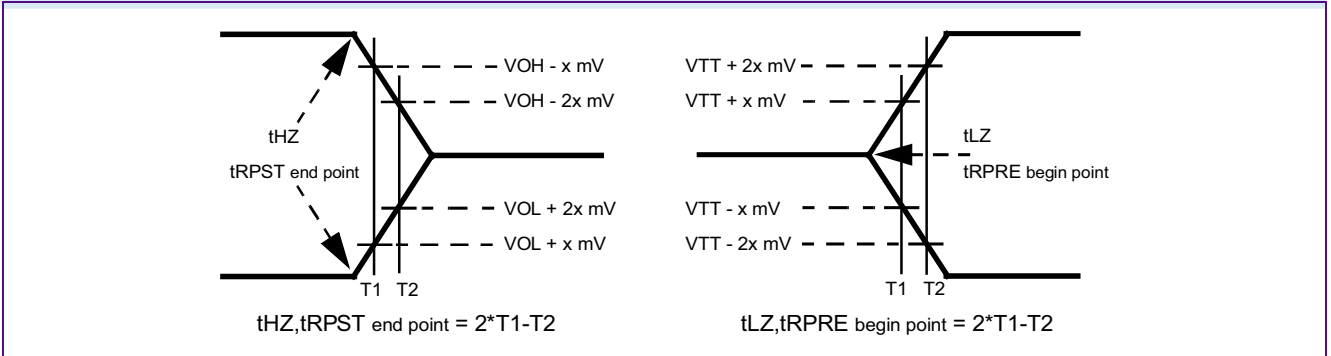 VOH - x mV
VOH - 2x mV
tHZ
tRPST end point
VOL + 2x mV
VOL + x mV
T1 T2
tHZ,tRPST end point = 2*T1-T2
VTT + 2x mV
VTT + x mV
tLZ
tRPRE begin point
VTT - x mV
VTT - 2x mV
T1 T2
tLZ,tRPRE begin point = 2*T1-T2